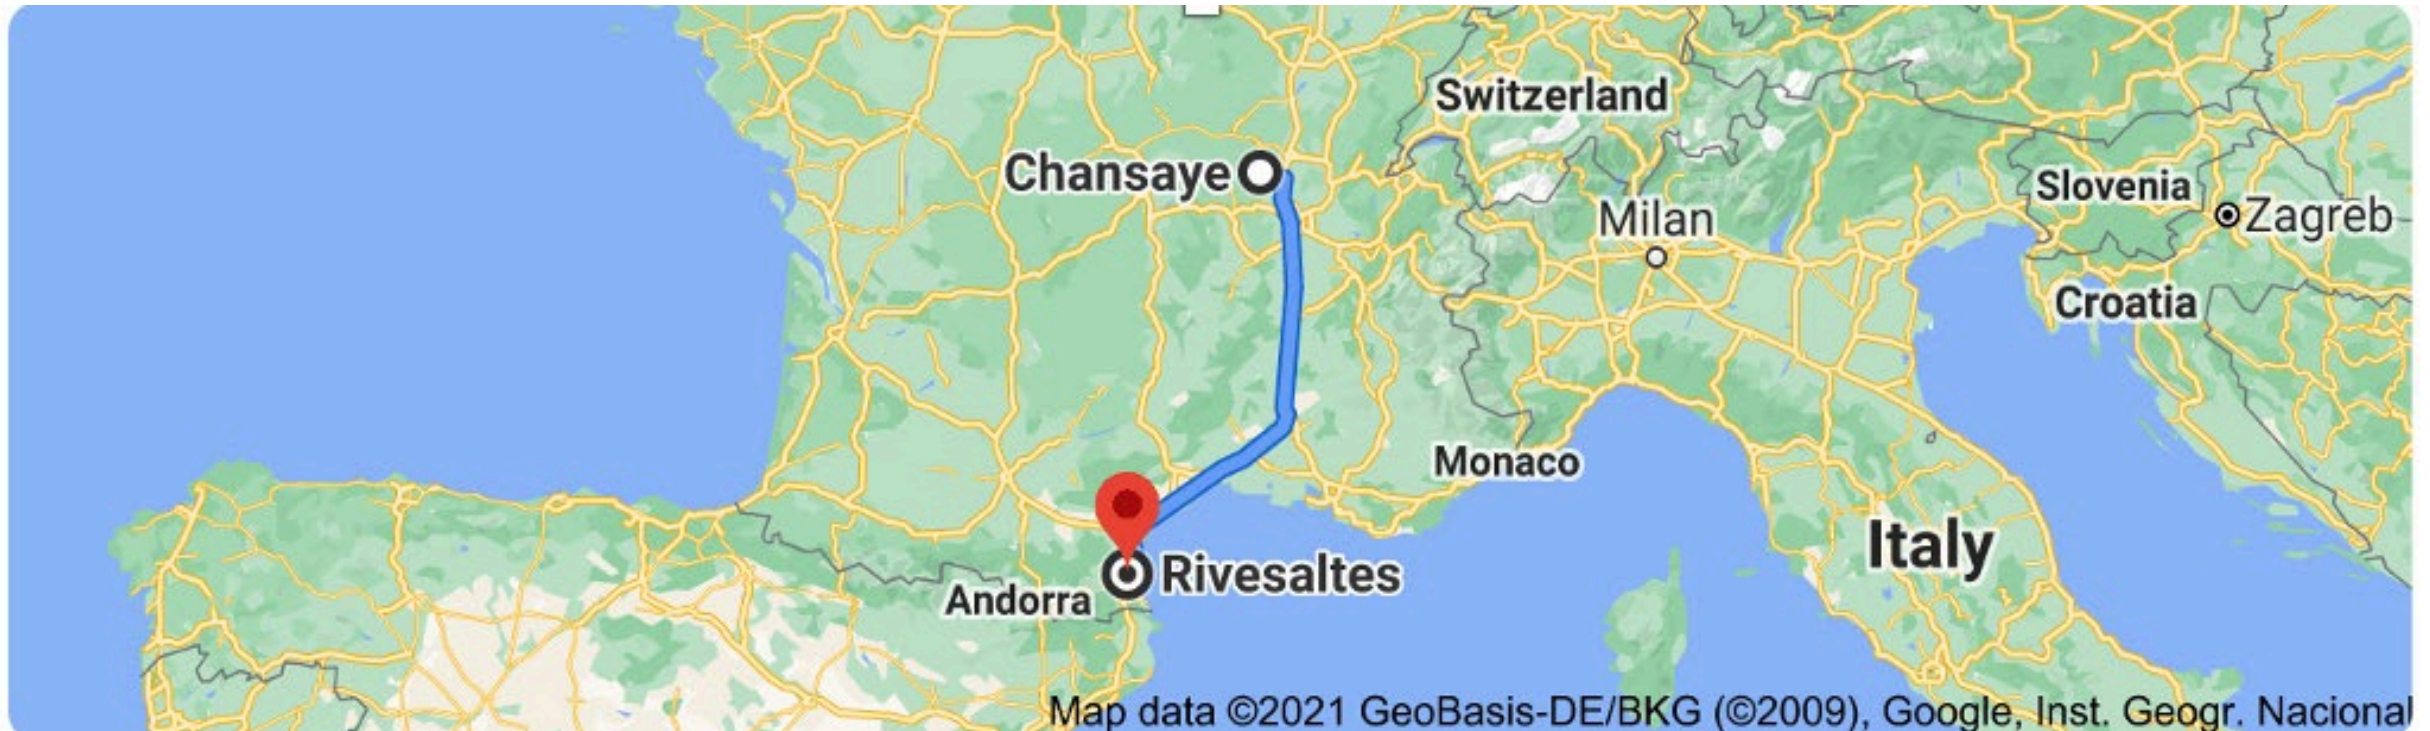 Switzerland
Chansaye
Slovenia
Milan
Zagreb
Croatia
Monaco
Italy
Rivesaltes
Andorra
Map data ©2021 GeoBasis-DE/BKG (©2009), Google, Inst. Geogr. Nacional